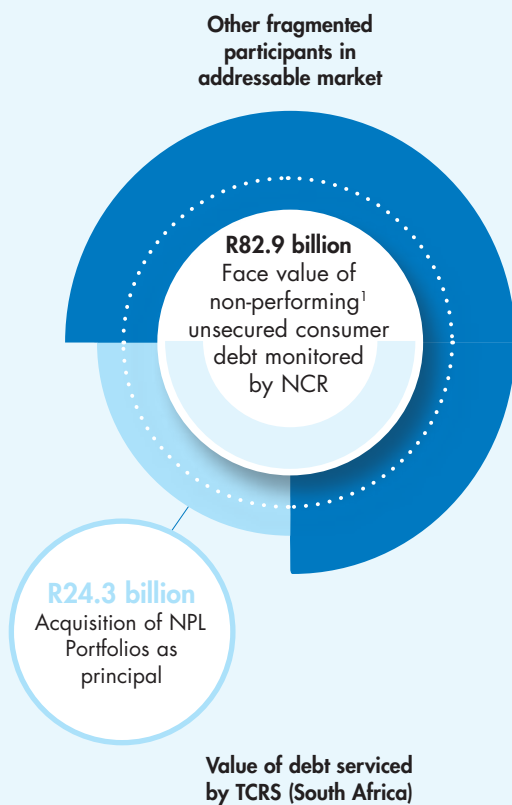 Other fragmented
participants in
addressable market
R82.9 billion
Face value of
non-performing¹
unsecured consumer
debt monitored
by NCR
R24.3 billion
Acquisition of NPL
Portfolios as
principal
Value of debt serviced
by TCRS (South Africa)